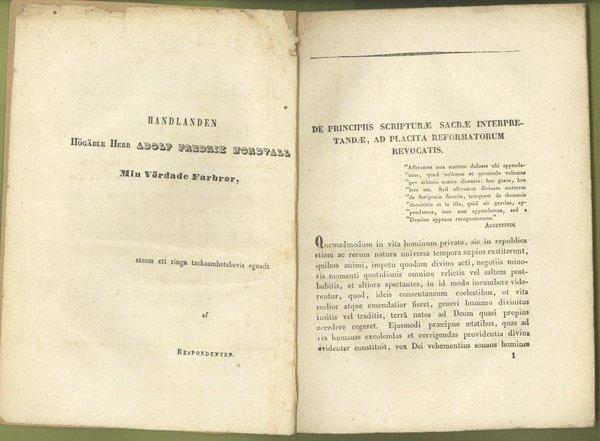 HANDLANDEN
HÖGÄDLE HERR ADOLF FREDRIK NORDVALL
Min Vördade Farbror,
såsom ett ringa tacksamhetsbevis egnadt
af
RESPONDENTEN.
DE PRINCIPIIS SCRIPTURÆ SACRÆ INTERPRE-
TANDÆ, AD PLACITA REFORMATORUM
REVOCATIS.
"Afferamus non stateras dolosas ubi appenda-
"mus, quod volumus et quomodo volumus
"pro arbitrio nostro dicentes: hoc grave, hoc
"leve est. Sed afferamus divinam stateram
"de Scripturis Sanctis, tamquam de thesauris
"dominicis et in illa, quid sit gravius, ap-
"pendamus, imo non appendamus, sed a
"Domino appensa recognoscamus."
AUGUSTINUS.
Quemadmodum in vita hominum privata, sic in republica
etiam ac rerum natura universa tempora sæpius exstiterunt,
quibus animi, impetu quodam divino acti, negotiis mino-
ris momenti quotidianis omnino relictis vel saltem post-
habitis, et altiora spectantes, in id modo incumbere vide-
rentur, quod, ideis consentaneum coelestibus, ut vita
melior atque emendatior fieret, generi humano divinitus
insitis vel traditis, terrâ natos ad Deum quasi propius
accedere cogeret. Ejusmodi præcipue ætatibus, quas ad
res humanas excolendas et corrigendas providentia divina
evidenter constituit, vox Dei vehementius sonans homines
1